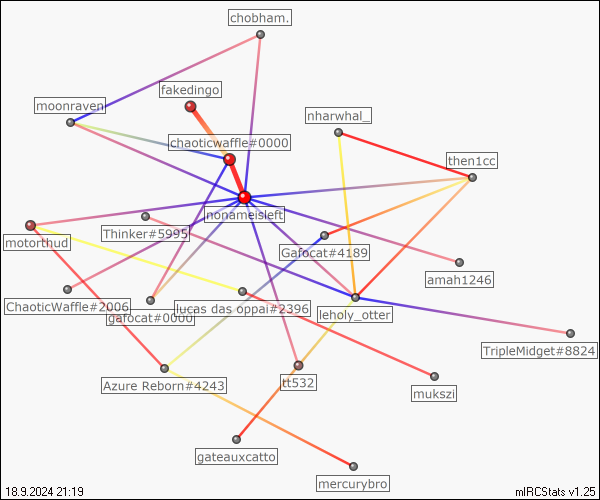 chobham.
fakedingo
moonraven
nharwhal_
chaoticwaffle#0000
then1cc
nonameisleft
Thinker#5995
motorthud
Gafocat#4189
amah1246
ChaoticWaffle#2006
lucas das oppai#2396
gafocat#0000
leholy_otter
TripleMidget#8824
Azure Reborn#4243
tt532
mukszi
gateauxcatto
mercurybro
18.9.2024 21:19
mIRCStats v1.25